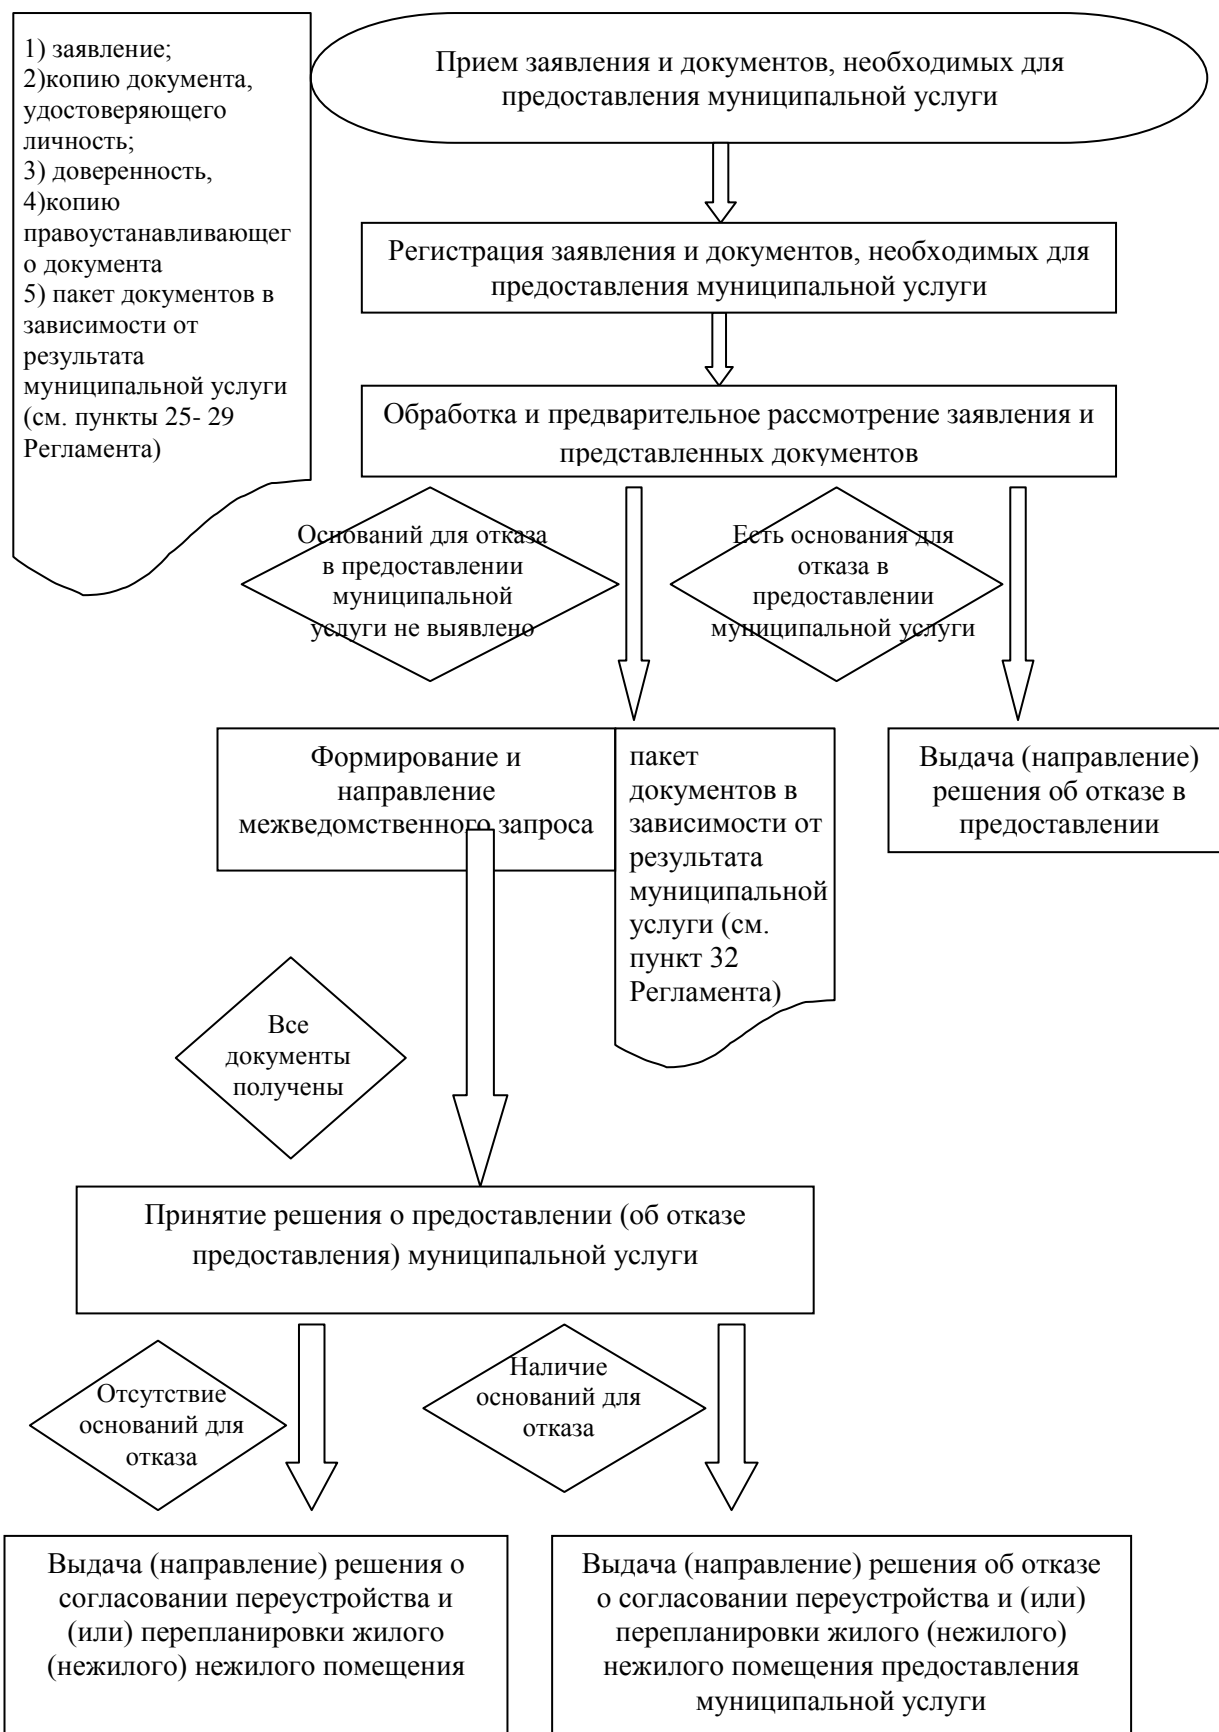 1) заявление;
2)копию документа,
удостоверяющего
личность;
3) доверенность,
4)копию
правоустанавливающег
о документа
5) пакет документов в
зависимости от
результата
муниципальной услуги
(см. пункты 25- 29
Регламента)
Прием заявления и документов, необходимых для
предоставления муниципальной услуги
Регистрация заявления и документов, необходимых для
предоставления муниципальной услуги
Обработка и предварительное рассмотрение заявления и
представленных документов
Оснований для отказа
в предоставлении
муниципальной
услуги не выявлено
Есть основания для
отказа в
предоставлении
муниципальной услуги
Формирование и
направление
межведомственного запроса
пакет
документов в
зависимости от
результата
муниципальной
услуги (см.
пункт 32
Регламента)
Выдача (направление)
решения об отказе в
предоставлении
Все
документы
получены
Принятие решения о предоставлении (об отказе
предоставления) муниципальной услуги
Отсутствие
оснований для
отказа
Наличие
оснований для
отказа
Выдача (направление) решения о
согласовании переустройства и
(или) перепланировки жилого
(нежилого) нежилого помещения
Выдача (направление) решения об отказе
о согласовании переустройства и (или)
перепланировки жилого (нежилого)
нежилого помещения предоставления
муниципальной услуги